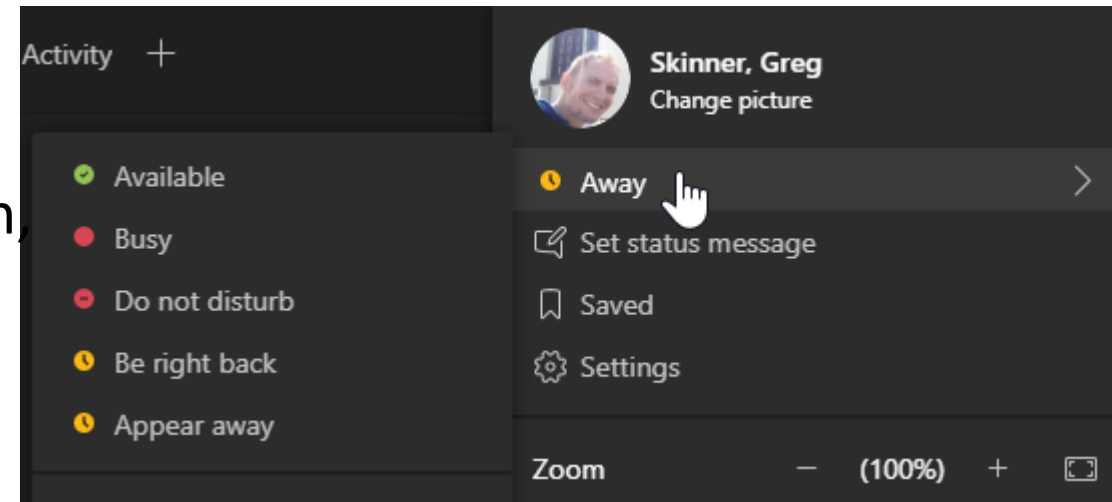 Activity +
n,
Available
Busy
Do not disturb
Be right back
Appear away
Skinner, Greg
Change picture
Away
Set status message
Saved
Settings
Zoom − (100%) +